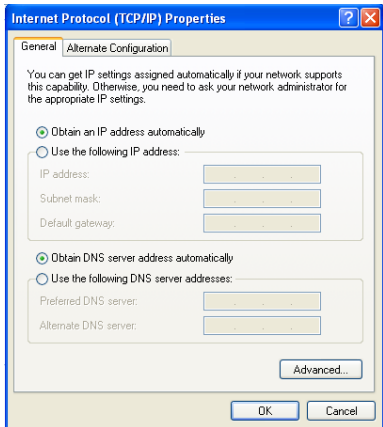 Internet Protocol (TCP/IP) Properties
General
Alternate Configuration
You can get IP settings assigned automatically if your network supports
this capability. Otherwise, you need to ask your network administrator for
the appropriate IP settings.
Obtain an IP address automatically
Use the following IP address:
IP address:
Subnet mask:
Default gateway:
Obtain DNS server address automatically
Use the following DNS server addresses:
Preferred DNS server:
Alternate DNS server:
Advanced...
OK
Cancel